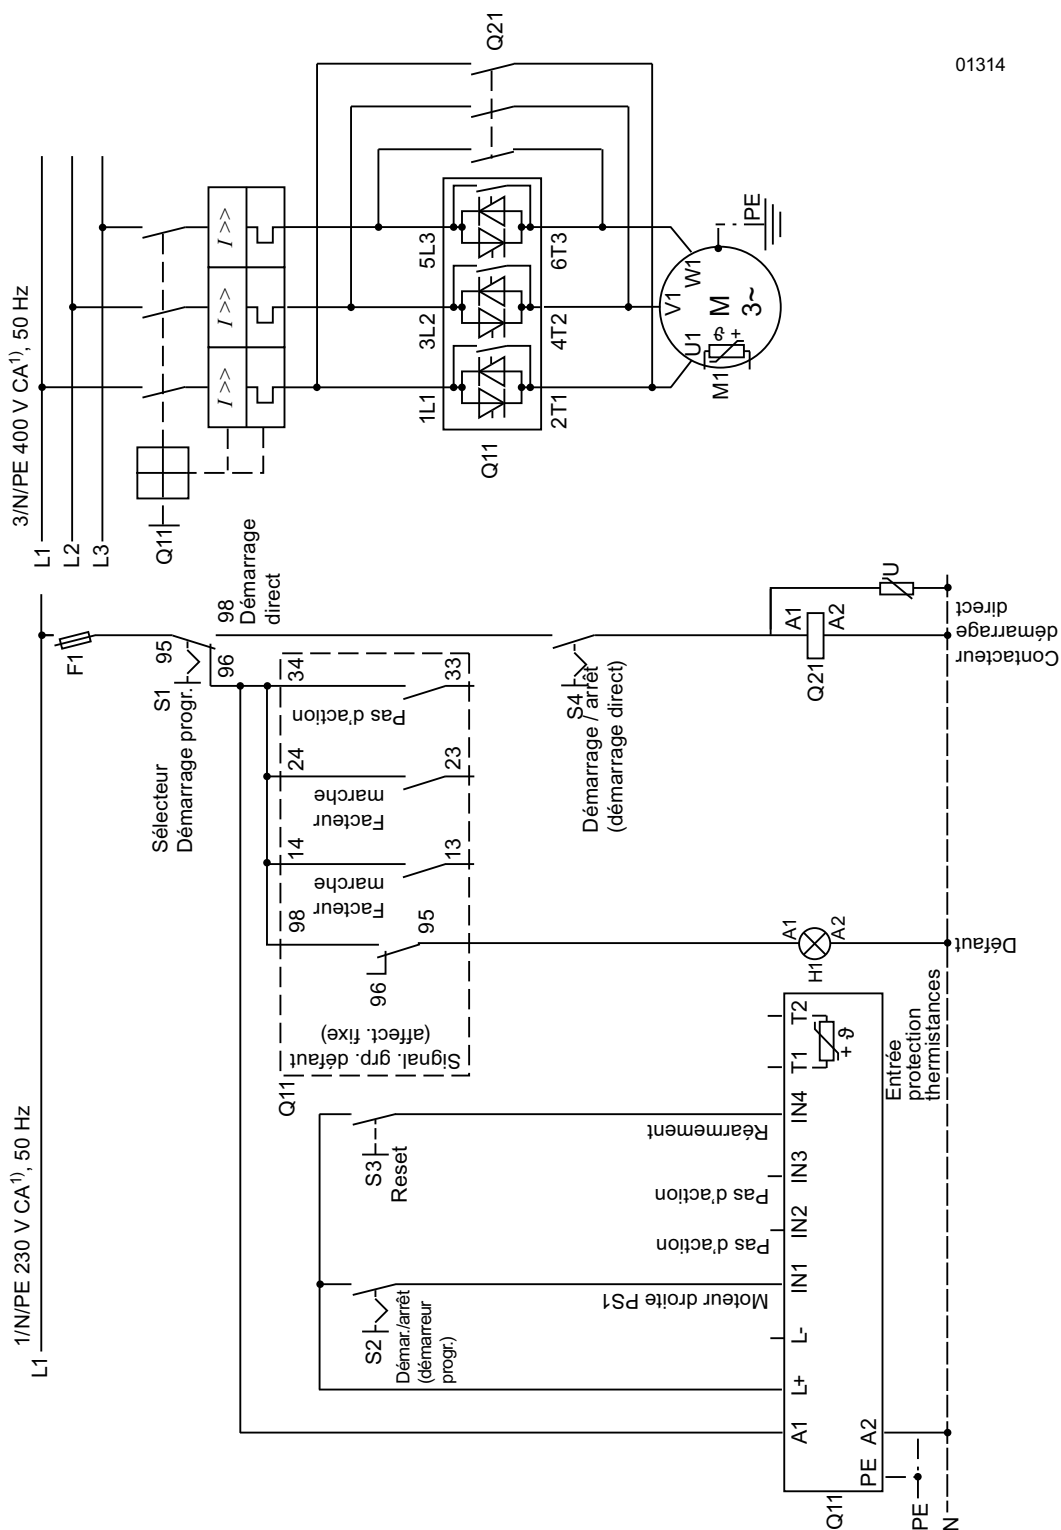 01314
3/N/PE 400 V CA1), 50 Hz
L1
L2
L3
Q11
I >>
I >>
I >>
Q21
1L1
3L2
5L3
2T1
4T2
6T3
Q11
U1
V1
W1
M
3~
ϑ
+
M1
PE
1/N/PE 230 V CA1), 50 Hz
L1
F1
Sélecteur
Démarrage progr.
S1
95
96
98
Démarrage
direct
S4
Démarrage / arrêt
(démarrage direct)
A1
A2
Q21
U
Contacteur
démarrage
direct
Q11
Signal. grp. défaut
(affect. fixe)
96
98
95
Facteur
marche
14
13
Facteur
marche
24
23
Pas d'action
34
33
H1
A1
A2
Défaut
S2
Démar./arrêt
(démarreur
progr.)
S3
Reset
Moteur droite PS1
Pas d'action
Pas d'action
Réarmement
A1
L+
L-
IN1
IN2
IN3
IN4
T1
T2
+ ϑ
PE
A2
Q11
Entrée
protection
thermistances
PE
N